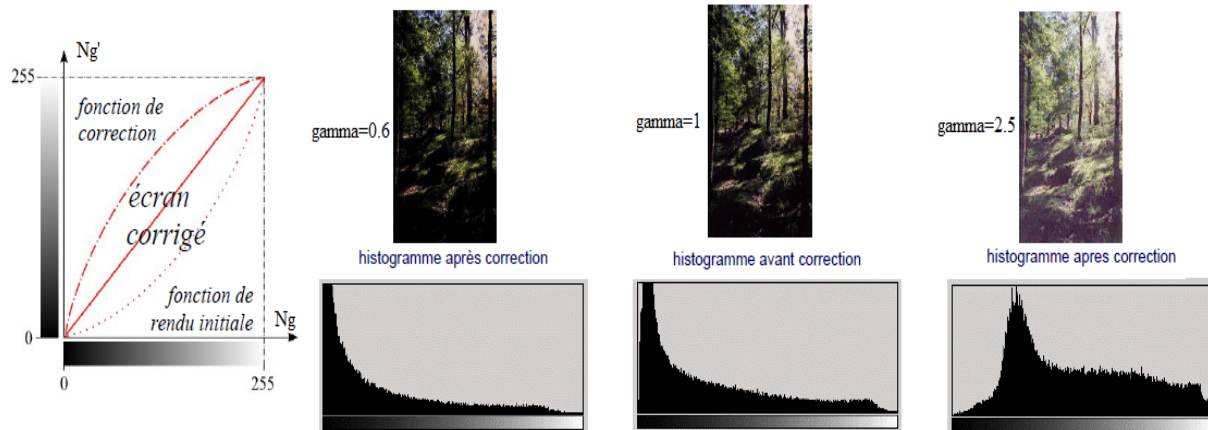 Ng'
255
fonction de
correction
écran
corrigé
fonction de
rendu initiale
Ng
0
0
255
gamma=0.6
histogramme après correction
gamma=1
histogramme avant correction
gamma=2.5
histogramme apres correction